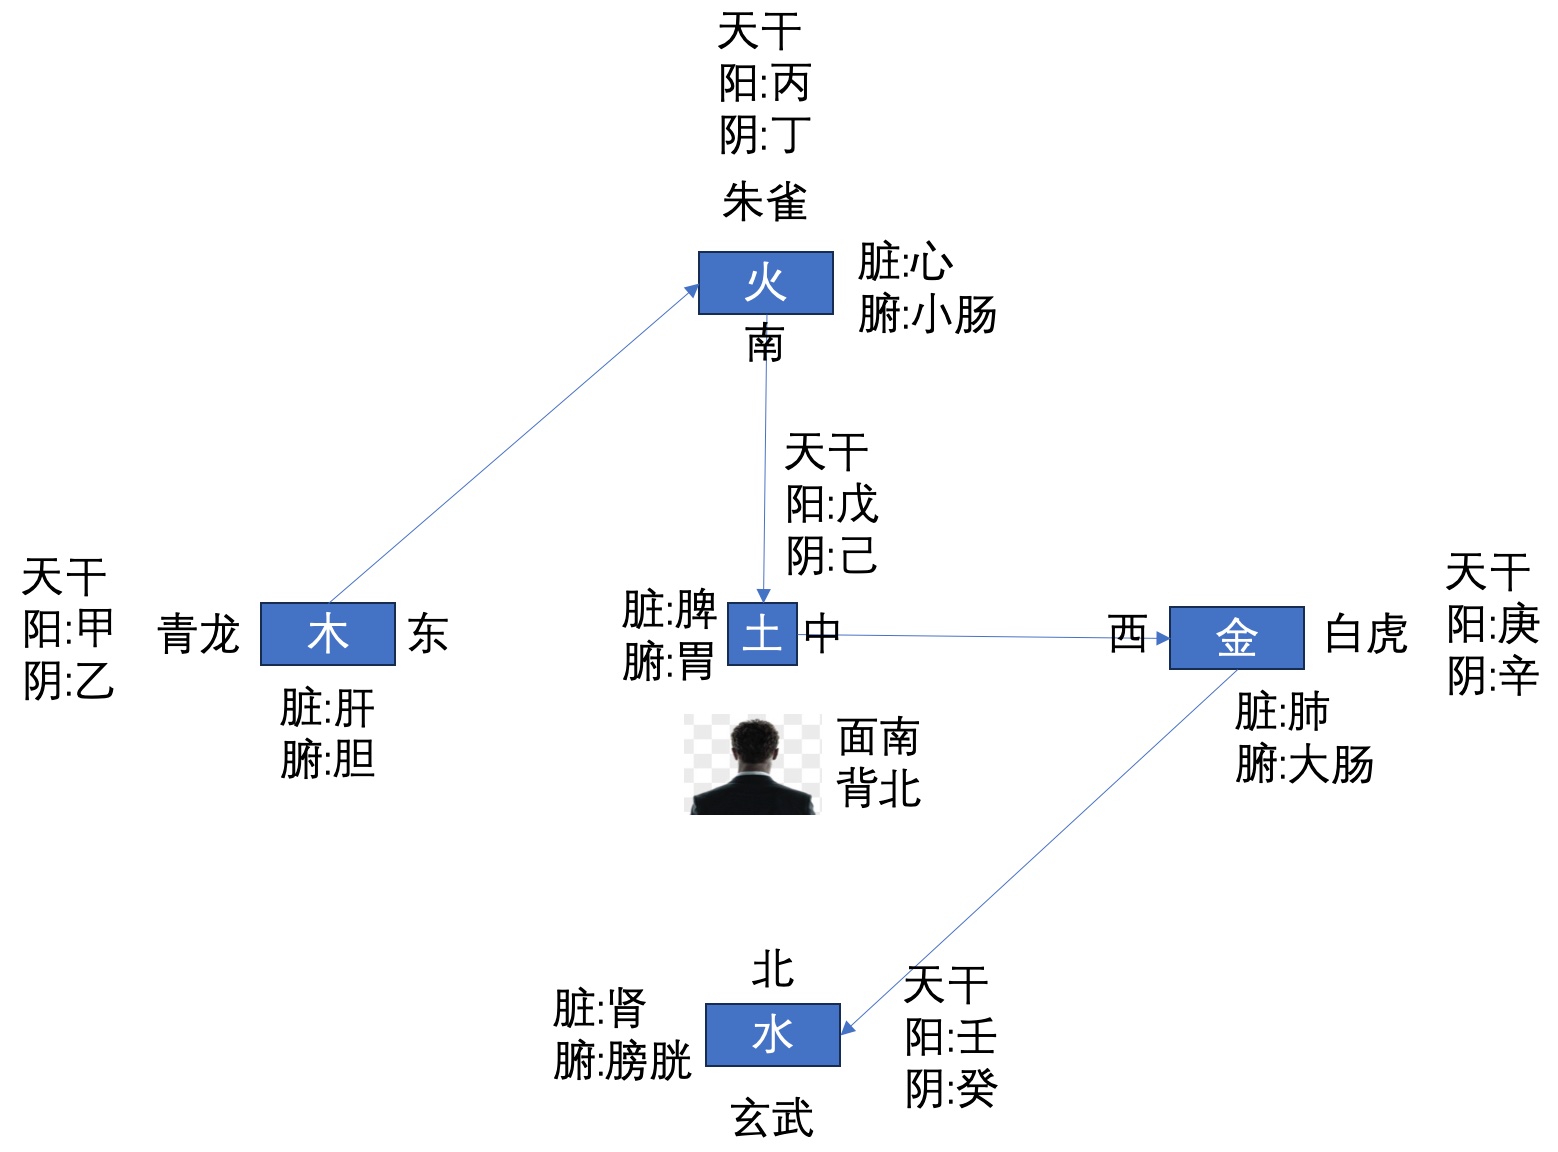 天干
阳:丙
阴:丁
朱雀
火
南
脏:心
腑:小肠
天干
阳:戊
阴:己
天干
阳:甲
阴:乙
青龙
木
东
脏:肝
腑:胆
脏:脾
腑:胃
土
中
西
金
白虎
天干
阳:庚
阴:辛
脏:肺
腑:大肠
面南
背北
北
脏:肾
腑:膀胱
水
天干
阳:壬
阴:癸
玄武